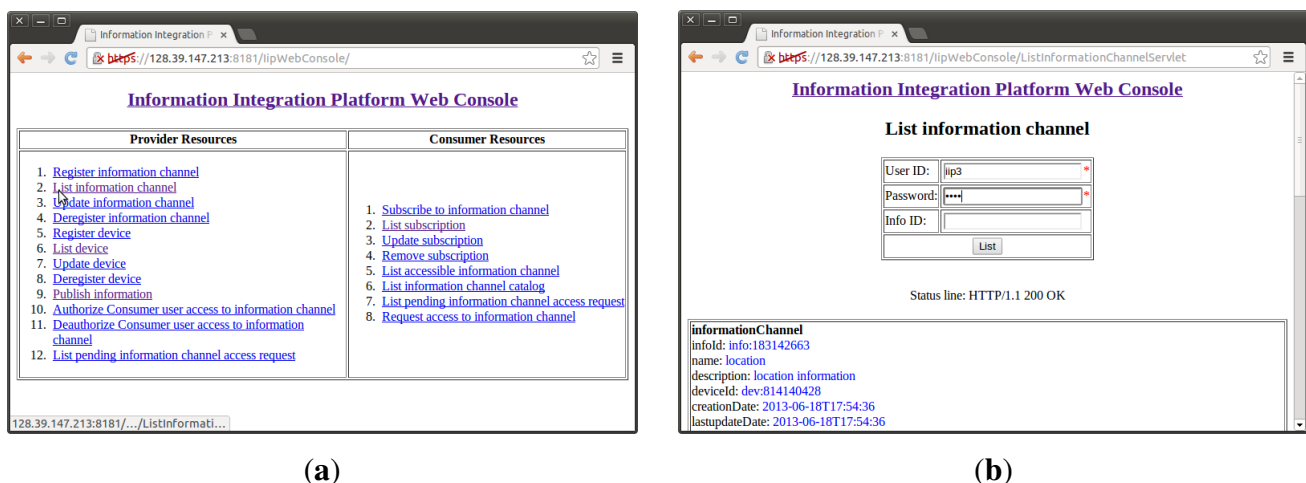 Information Integration P
https://128.39.147.213:8181/IipWebConsole/
Information Integration Platform Web Console
Provider Resources
Consumer Resources
1. Register information channel
2. List information channel
3. Update information channel
4. Deregister information channel
5. Register device
6. List device
7. Update device
8. Deregister device
9. Publish information
10. Authorize Consumer user access to information channel
11. Deauthorize Consumer user access to information
channel
12. List pending information channel access request
1. Subscribe to information channel
2. List subscription
3. Update subscription
4. Remove subscription
5. List accessible information channel
6. List information channel catalog
7. List pending information channel access request
8. Request access to information channel
128.39.147.213:8181/.../ListInformati...
(a)
Information Integration P
https://128.39.147.213:8181/IipWebConsole/ListInformationChannelServlet
Information Integration Platform Web Console
List information channel
User ID: iip3 *
Password: •••• *
Info ID:
List
Status line: HTTP/1.1 200 OK
informationChannel
infoId: info:183142663
name: location
description: location information
deviceId: dev:814140428
creationDate: 2013-06-18T17:54:36
lastupdateDate: 2013-06-18T17:54:36
(b)